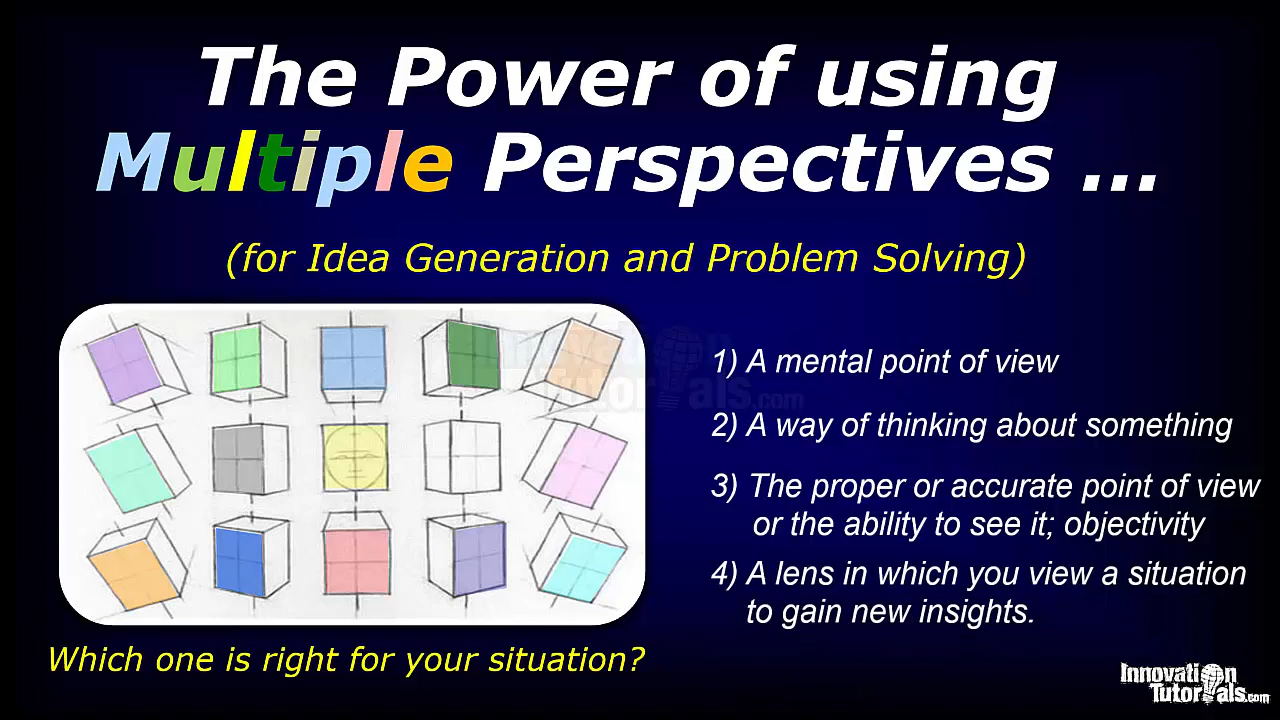 The Power of using
Multiple Perspectives ...
(for Idea Generation and Problem Solving)
1) A mental point of view
2) A way of thinking about something
3) The proper or accurate point of view
or the ability to see it; objectivity
4) A lens in which you view a situation
to gain new insights.
Which one is right for your situation?
Innovation
Tutorials.com
Innovation
Tutorials.com